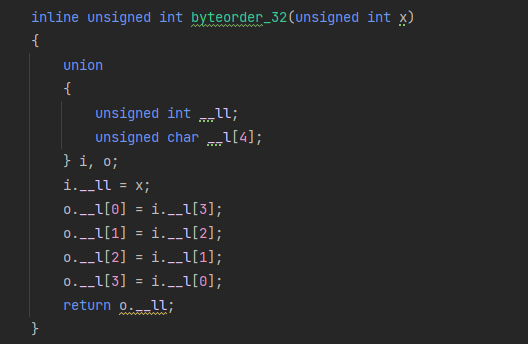 inline unsigned int byteorder_32(unsigned int x)
{
    union
    {
        unsigned int __ll;
        unsigned char __l[4];
    } i, o;
    i.__ll = x;
    o.__l[0] = i.__l[3];
    o.__l[1] = i.__l[2];
    o.__l[2] = i.__l[1];
    o.__l[3] = i.__l[0];
    return o.__ll;
}